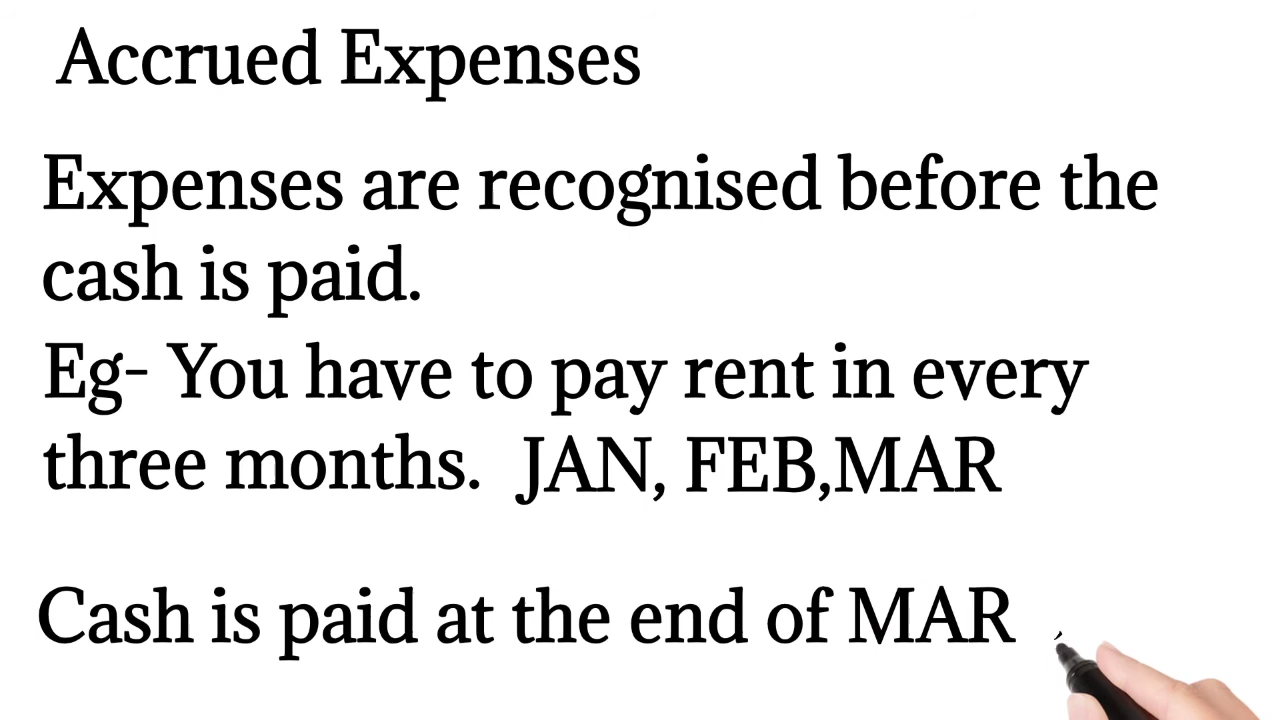 Accrued Expenses
Expenses are recognised before the
cash is paid.
Eg- You have to pay rent in every
three months. JAN, FEB,MAR
Cash is paid at the end of MAR